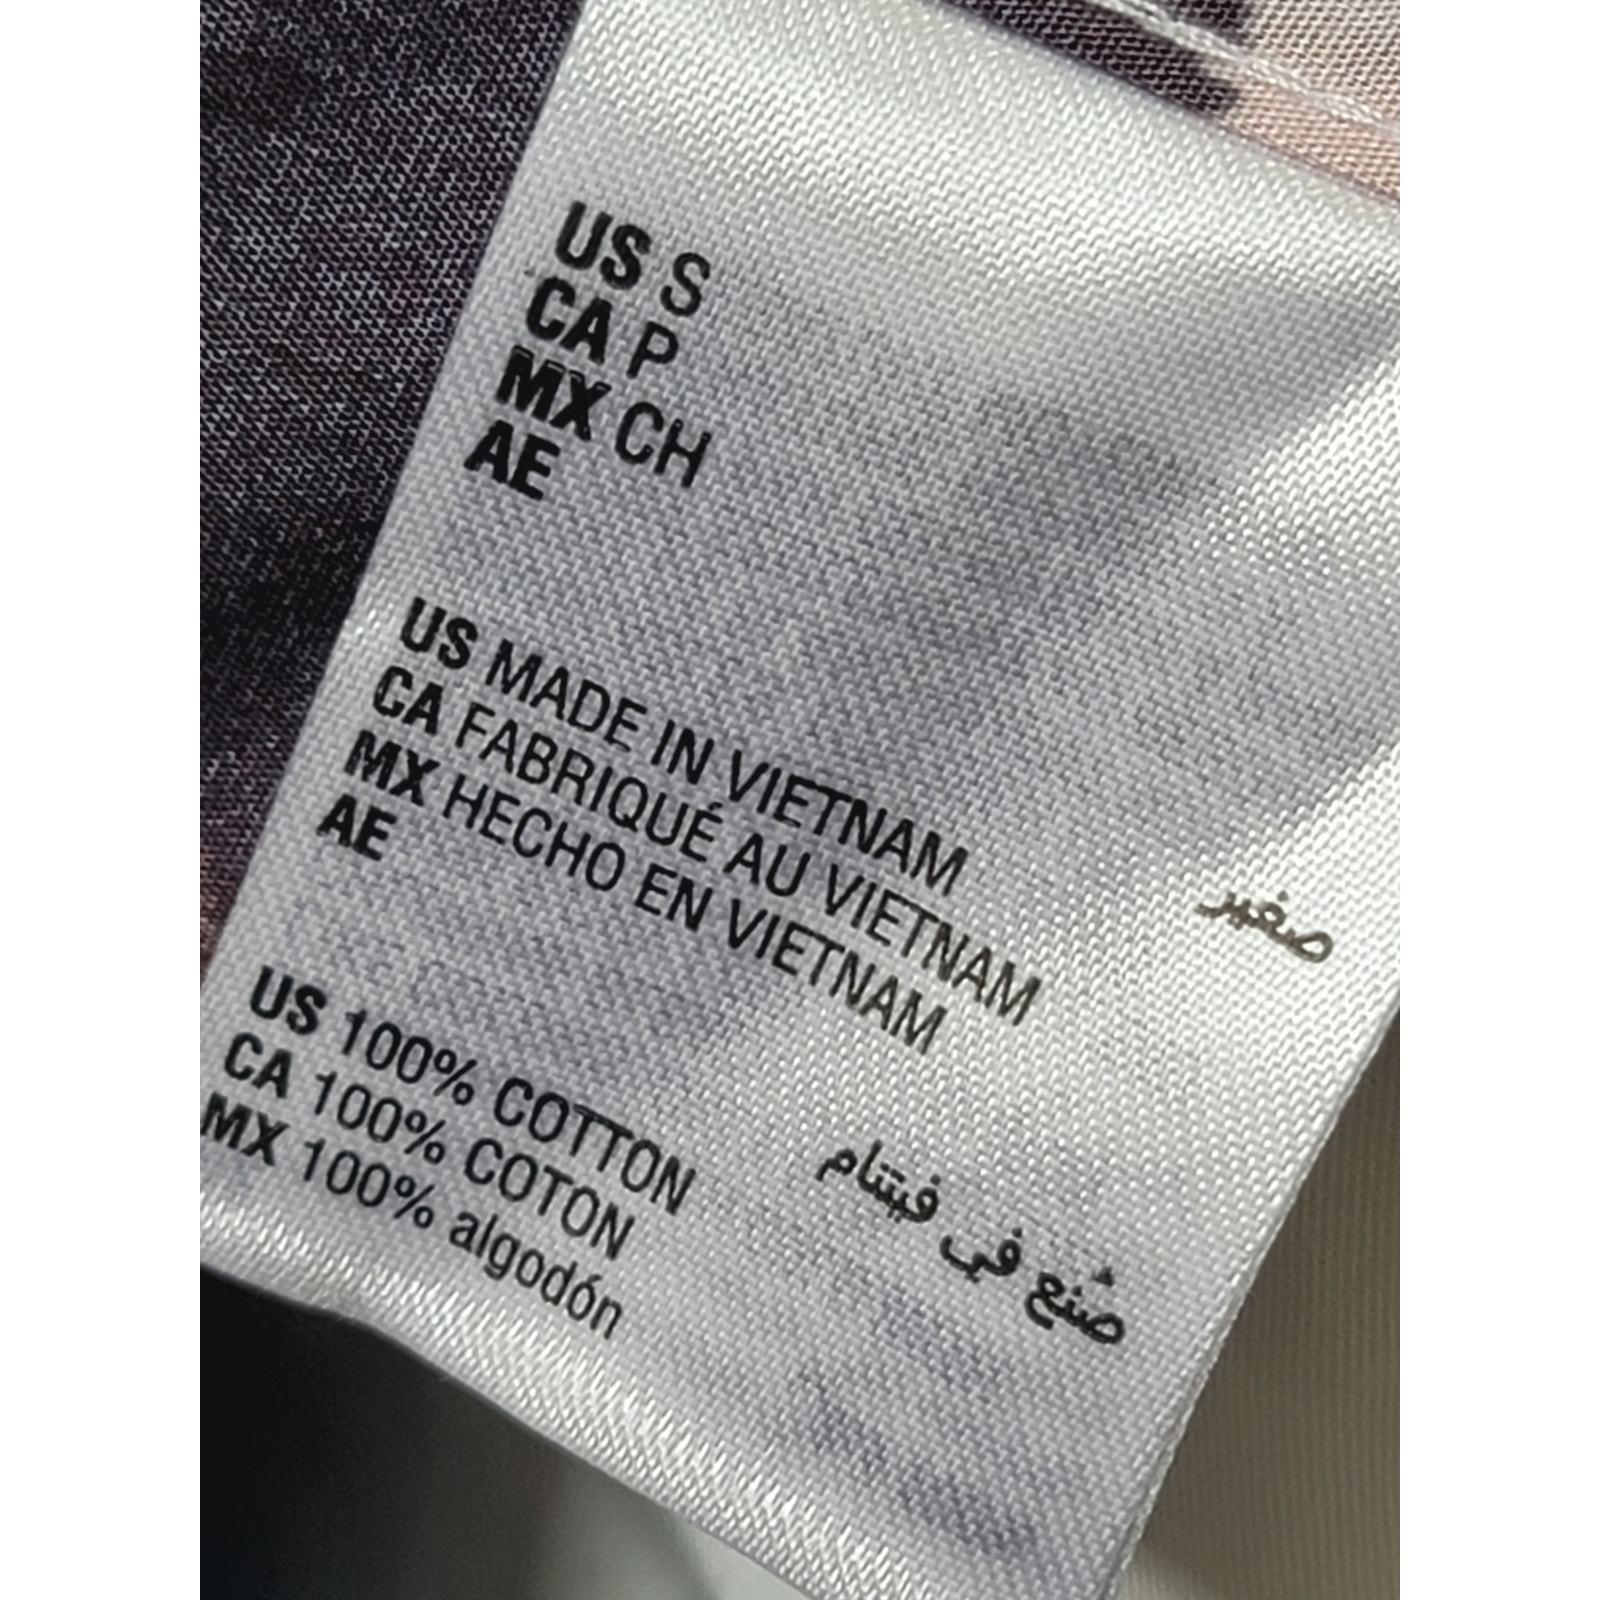 US S
CA P
MX CH
AE صغير
US MADE IN VIETNAM
CA FABRIQUÉ AU VIETNAM
MX HECHO EN VIETNAM
AE صُنع في فيتنام
US 100% COTTON
CA 100% COTON
MX 100% algodón